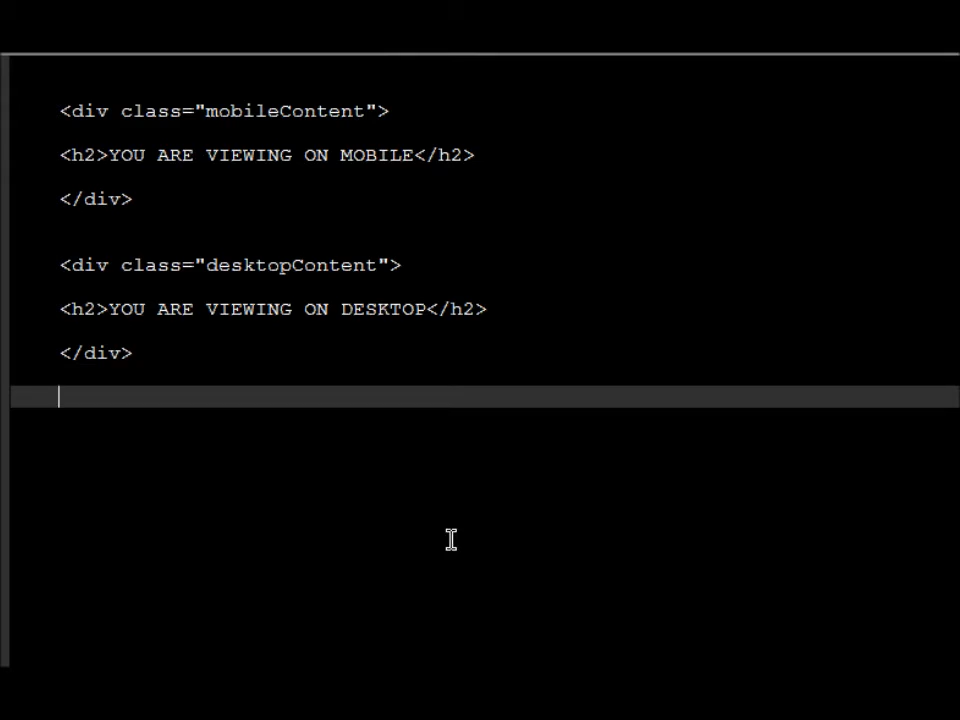 <div class="mobileContent">
<h2>YOU ARE VIEWING ON MOBILE</h2>
</div>
<div class="desktopContent">
<h2>YOU ARE VIEWING ON DESKTOP</h2>
</div>